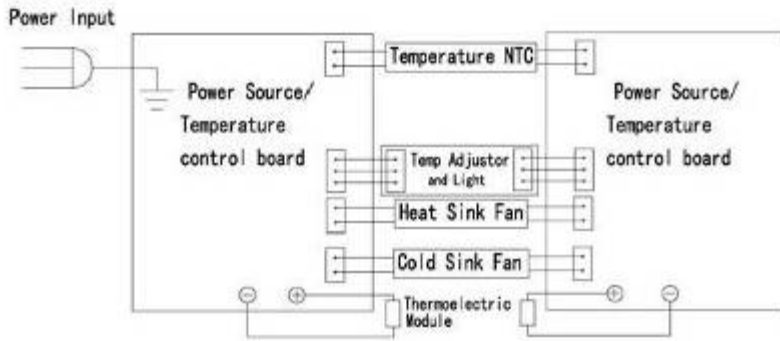 Power Input
Temperature NTC
Power Source/
Temperature
control board
Power Source/
Temperature
control board
Temp Adjustor
and Light
Heat Sink Fan
Cold Sink Fan
Thermoelectric
Module